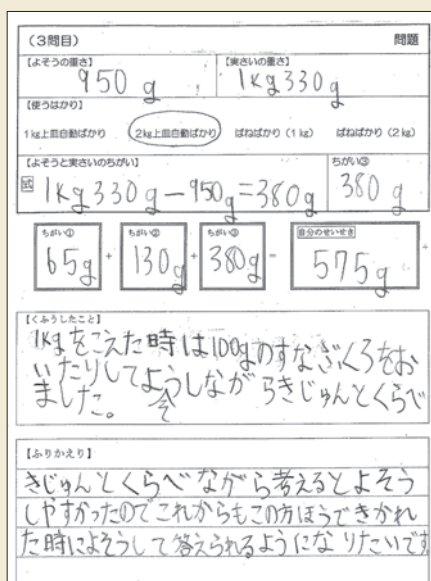 (3問目) 問題
【よそうの重さ】 【実さいの重さ】
950 g 1kg330g
【使うはかり】
1kg上皿自動ばかり 2kg上皿自動ばかり ばねばかり(1kg) ばねばかり(2kg)
【よそうと実さいのちがい】 ちがい③
式 1kg330g-950g=380g 380 g
ちがい① ちがい② ちがい③ 自分のせいせき
65g + 130g + 380g = 575g +
【くふうしたこと】
1kgをこえた時は100gのすなぶくろをお
いたりしてようしながらきじゅんとくらべ
ました。
【ふりかえり】
きじゅんとくらべながら考えるとよそう
しやすかったのでこれからもこの方ほうできかれ
た時によそうして答えられるようになりたいです